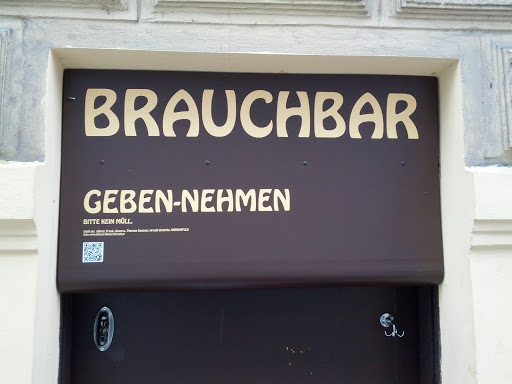 BRAUCHBAR
GEBEN-NEHMEN
BITTE KEIN MÜLL.